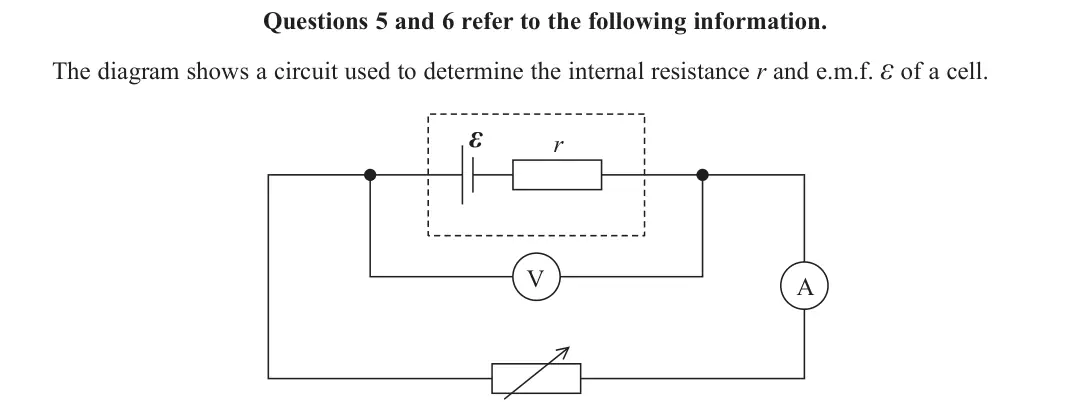 Questions 5 and 6 refer to the following information.
The diagram shows a circuit used to determine the internal resistance r and e.m.f. ℰ of a cell.
ℰ
r
V
A